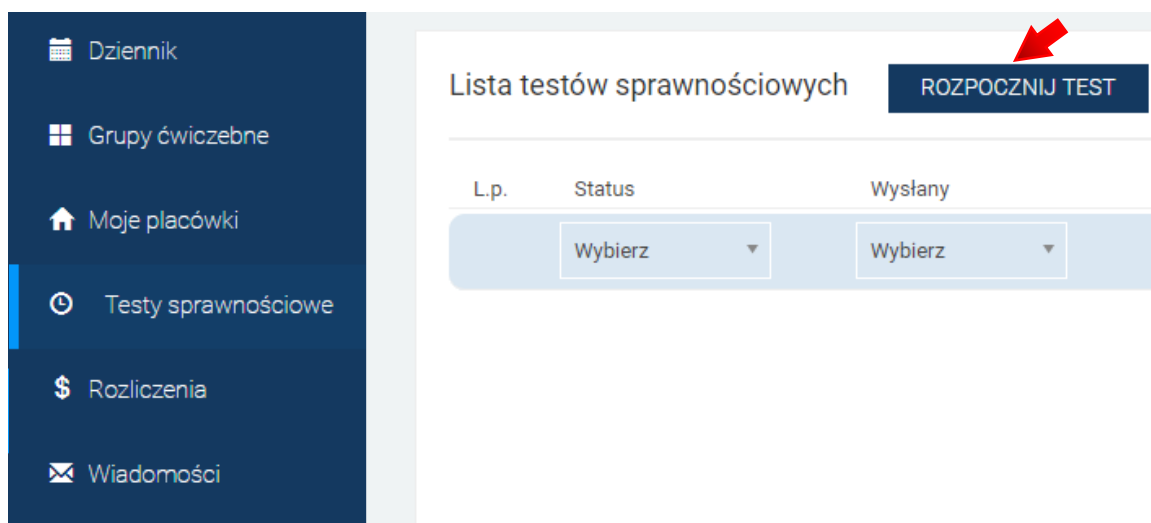 Dziennik
Grupy ćwiczebne
Moje placówki
Testy sprawnościowe
$ Rozliczenia
Wiadomości
Lista testów sprawnościowych
ROZPOCZNIJ TEST
L.p. Status Wysłany
Wybierz Wybierz